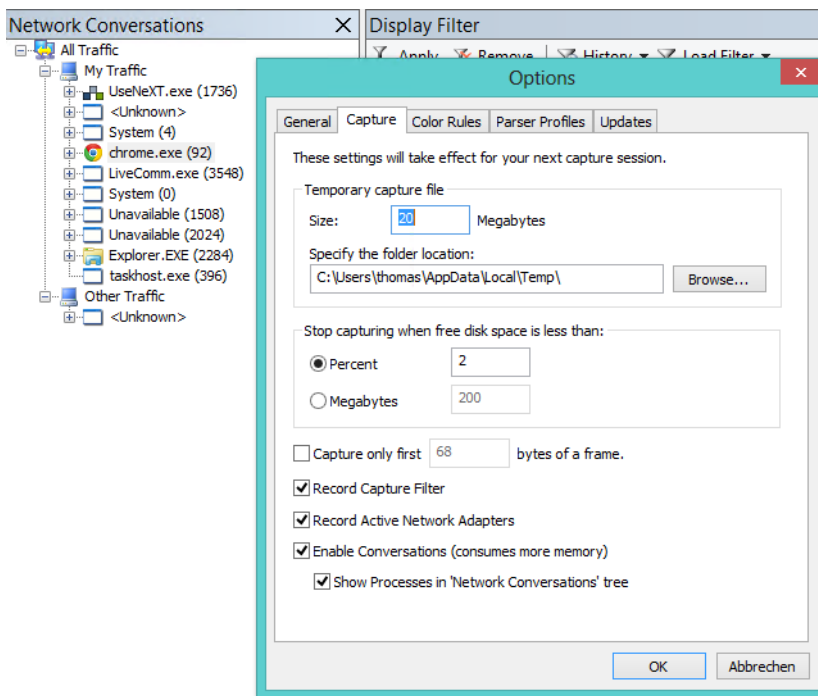 Network Conversations
All Traffic
My Traffic
UseNeXT.exe (1736)
<Unknown>
System (4)
chrome.exe (92)
LiveComm.exe (3548)
System (0)
Unavailable (1508)
Unavailable (2024)
Explorer.EXE (2284)
taskhost.exe (396)
Other Traffic
<Unknown>
Display Filter
Apply Remove History Load Filter
Options
General Capture Color Rules Parser Profiles Updates
These settings will take effect for your next capture session.
Temporary capture file
Size: 20 Megabytes
Specify the folder location:
C:\Users\thomas\AppData\Local\Temp\ Browse...
Stop capturing when free disk space is less than:
Percent 2
Megabytes 200
Capture only first 68 bytes of a frame.
Record Capture Filter
Record Active Network Adapters
Enable Conversations (consumes more memory)
Show Processes in 'Network Conversations' tree
OK Abbrechen